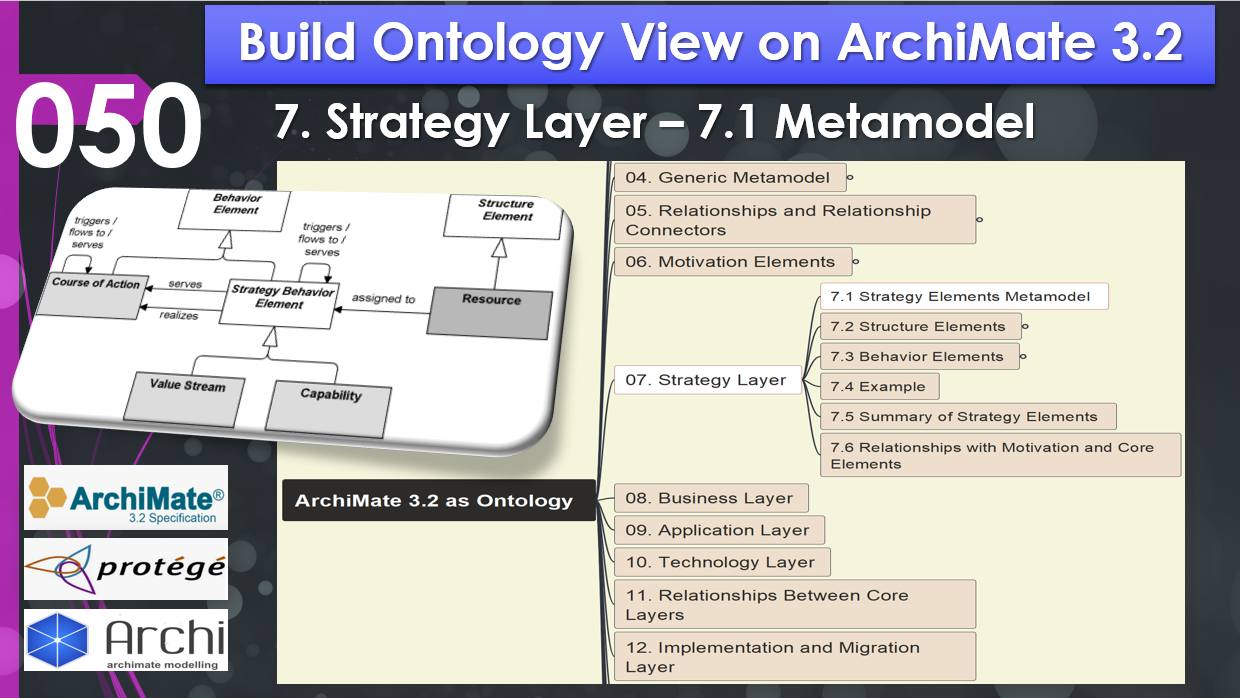 Build Ontology View on ArchiMate 3.2
050
7. Strategy Layer – 7.1 Metamodel
Behavior
Element
Structure
Element
triggers /
flows to /
serves
triggers /
flows to /
serves
Course of Action
serves
realizes
Strategy Behavior
Element
assigned to
Resource
Value Stream
Capability
04. Generic Metamodel
05. Relationships and Relationship
Connectors
06. Motivation Elements
07. Strategy Layer
7.1 Strategy Elements Metamodel
7.2 Structure Elements
7.3 Behavior Elements
7.4 Example
7.5 Summary of Strategy Elements
7.6 Relationships with Motivation and Core
Elements
ArchiMate 3.2 as Ontology
08. Business Layer
09. Application Layer
10. Technology Layer
11. Relationships Between Core
Layers
12. Implementation and Migration
Layer
ArchiMate®
3.2 Specification
protégé
Archi
archimate modelling